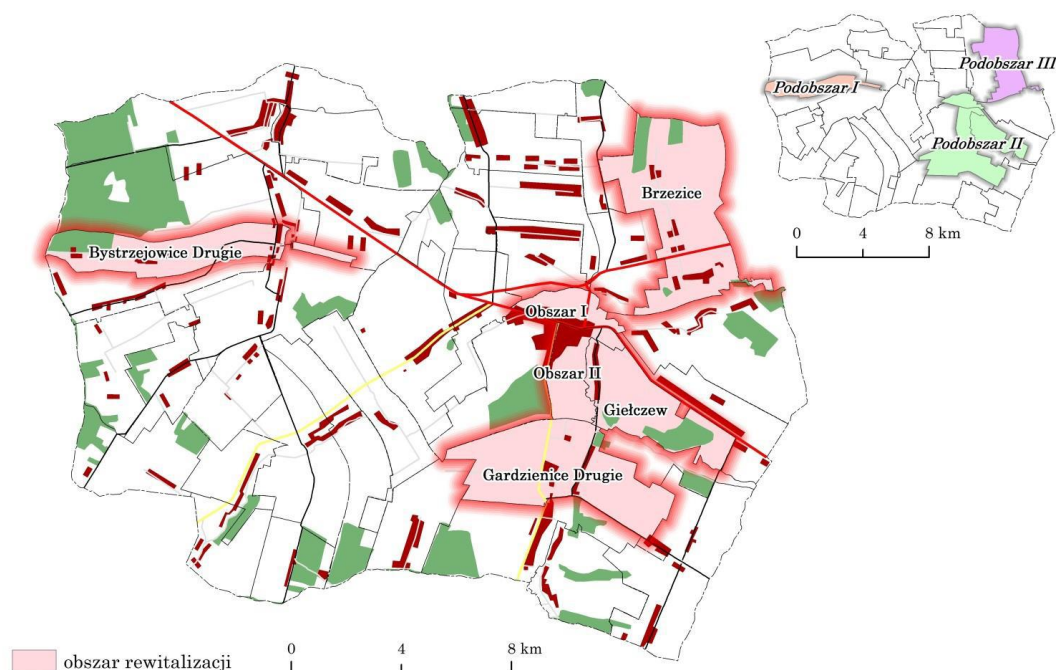 Podobszar III
Podobszar I
Podobszar II
0 4 8 km
Brzezice
Bystrzejowice Drugie
Obszar I
Obszar II
Giełczew
Gardzienice Drugie
obszar rewitalizacji
0 4 8 km